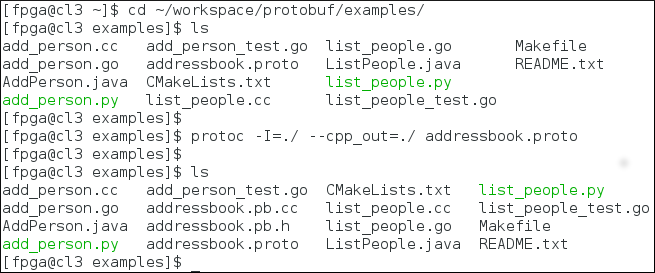 [fpga@cl3 ~]$ cd ~/workspace/protobuf/examples/
[fpga@cl3 examples]$ ls
add_person.cc   add_person_test.go  list_people.go       Makefile
add_person.go   addressbook.proto   ListPeople.java      README.txt
AddPerson.java  CMakeLists.txt      list_people.py
add_person.py   list_people.cc      list_people_test.go
[fpga@cl3 examples]$
[fpga@cl3 examples]$ protoc -I=./ --cpp_out=./ addressbook.proto
[fpga@cl3 examples]$
[fpga@cl3 examples]$ ls
add_person.cc   add_person_test.go  CMakeLists.txt   list_people.py
add_person.go   addressbook.pb.cc   list_people.cc   list_people_test.go
AddPerson.java  addressbook.pb.h    list_people.go   Makefile
add_person.py   addressbook.proto   ListPeople.java  README.txt
[fpga@cl3 examples]$ _